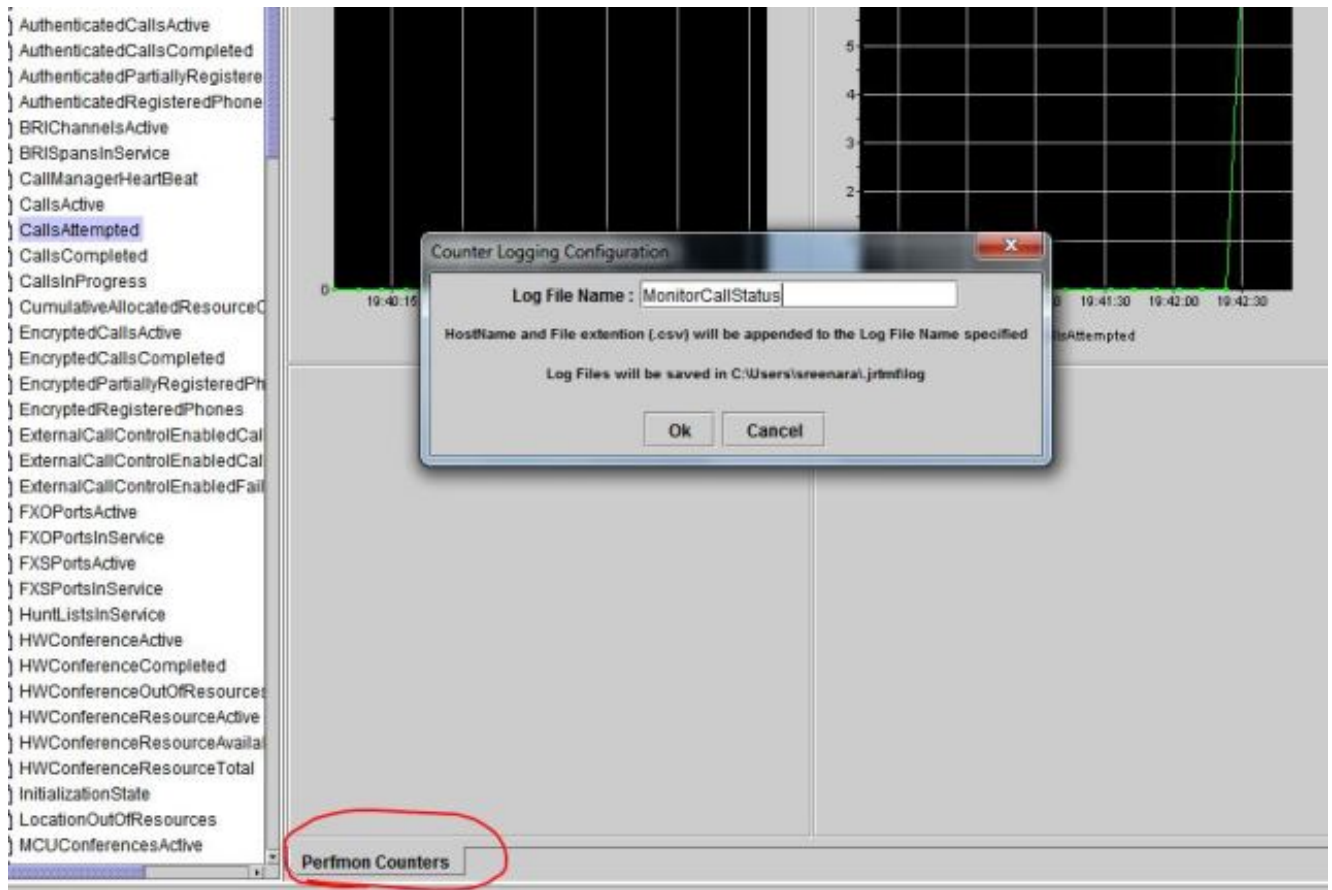 AuthenticatedCallsActive
AuthenticatedCallsCompleted
AuthenticatedPartiallyRegistere
AuthenticatedRegisteredPhone
BRIChannelsActive
BRISpansInService
CallManagerHeartBeat
CallsActive
CallsAttempted
CallsCompleted
CallsInProgress
CumulativeAllocatedResourceC
EncryptedCallsActive
EncryptedCallsCompleted
EncryptedPartiallyRegisteredPh
EncryptedRegisteredPhones
ExternalCallControlEnabledCal
ExternalCallControlEnabledCal
ExternalCallControlEnabledFail
FXOPortsActive
FXOPortsInService
FXSPortsActive
FXSPortsInService
HuntListsInService
HWConferenceActive
HWConferenceCompleted
HWConferenceOutOfResources
HWConferenceResourceActive
HWConferenceResourceAvailal
HWConferenceResourceTotal
InitializationState
LocationOutOfResources
MCUConferencesActive
0
19:40:15
5
4
3
2
0 19:41:30 19:42:00 19:42:30
llsAttempted
Counter Logging Configuration
Log File Name : MonitorCallStatus
HostName and File extention (.csv) will be appended to the Log File Name specified
Log Files will be saved in C:\Users\sreenara\.jrtmt\log
Ok Cancel
Perfmon Counters